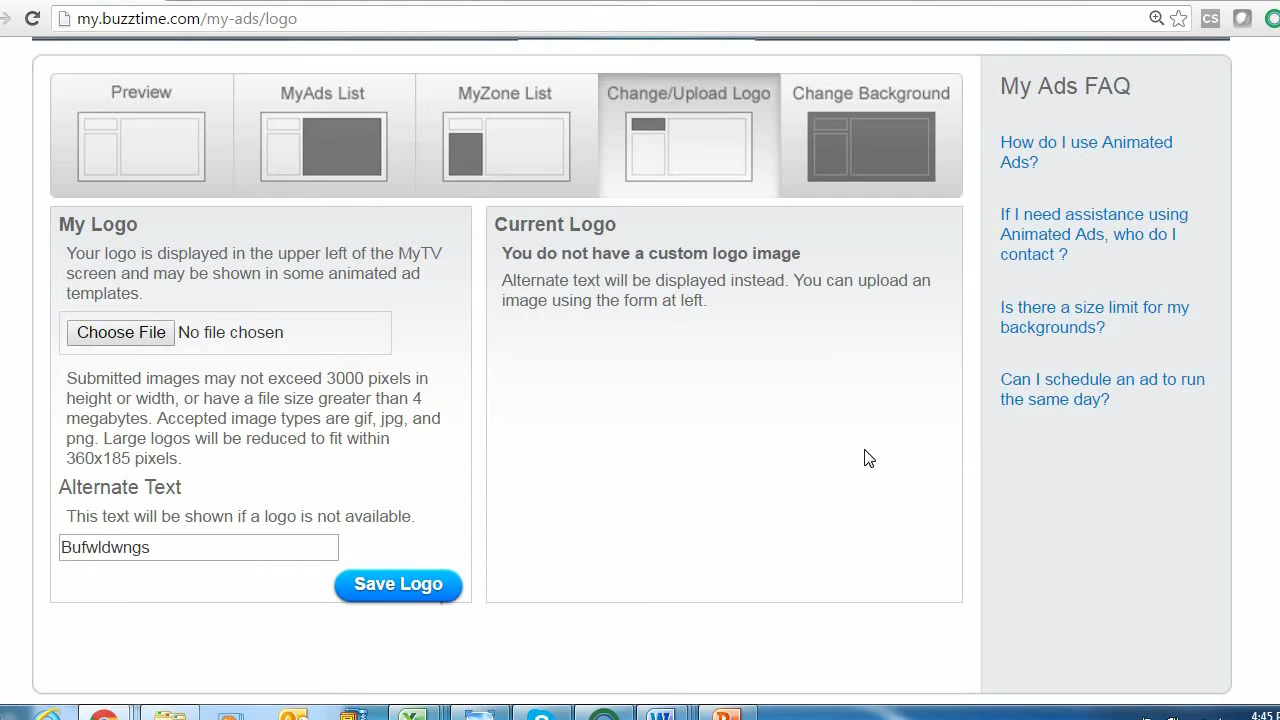 my.buzztime.com/my-ads/logo
CS
Preview
MyAds List
MyZone List
Change/Upload Logo
Change Background
My Logo
Your logo is displayed in the upper left of the MyTV
screen and may be shown in some animated ad
templates.
Choose File No file chosen
Submitted images may not exceed 3000 pixels in
height or width, or have a file size greater than 4
megabytes. Accepted image types are gif, jpg, and
png. Large logos will be reduced to fit within
360x185 pixels.
Alternate Text
This text will be shown if a logo is not available.
Bufwldwngs
Save Logo
Current Logo
You do not have a custom logo image
Alternate text will be displayed instead. You can upload an
image using the form at left.
My Ads FAQ
How do I use Animated
Ads?
If I need assistance using
Animated Ads, who do I
contact ?
Is there a size limit for my
backgrounds?
Can I schedule an ad to run
the same day?
4:45